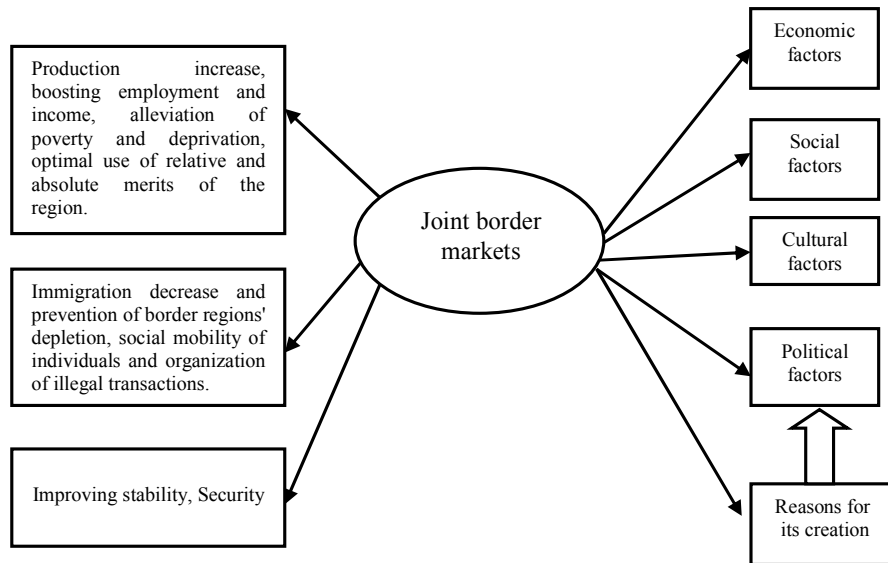 Production increase,
boosting employment and
income, alleviation of
poverty and deprivation,
optimal use of relative and
absolute merits of the
region.
Immigration decrease and
prevention of border regions'
depletion, social mobility of
individuals and organization
of illegal transactions.
Improving stability, Security
Joint border
markets
Economic
factors
Social
factors
Cultural
factors
Political
factors
Reasons for
its creation